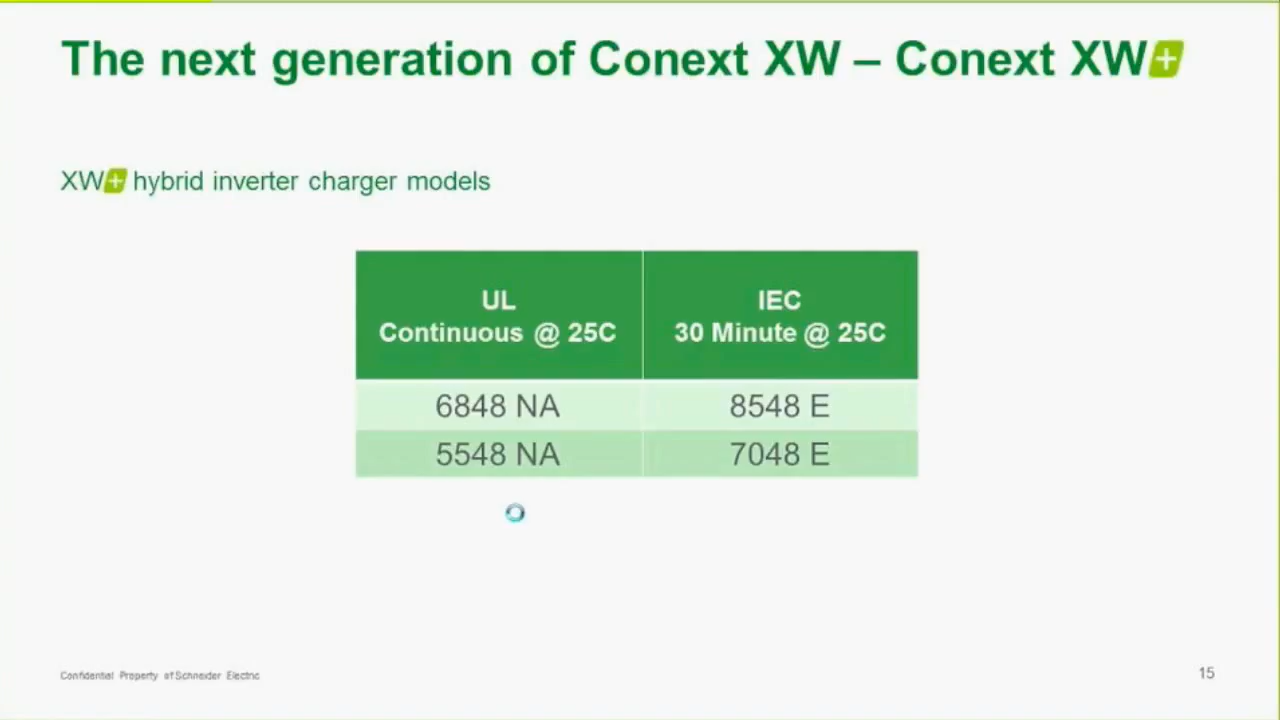 The next generation of Conext XW – Conext XW+
XW+ hybrid inverter charger models
UL
Continuous @ 25C
IEC
30 Minute @ 25C
6848 NA
8548 E
5548 NA
7048 E
Confidential Property of Schneider Electric
15